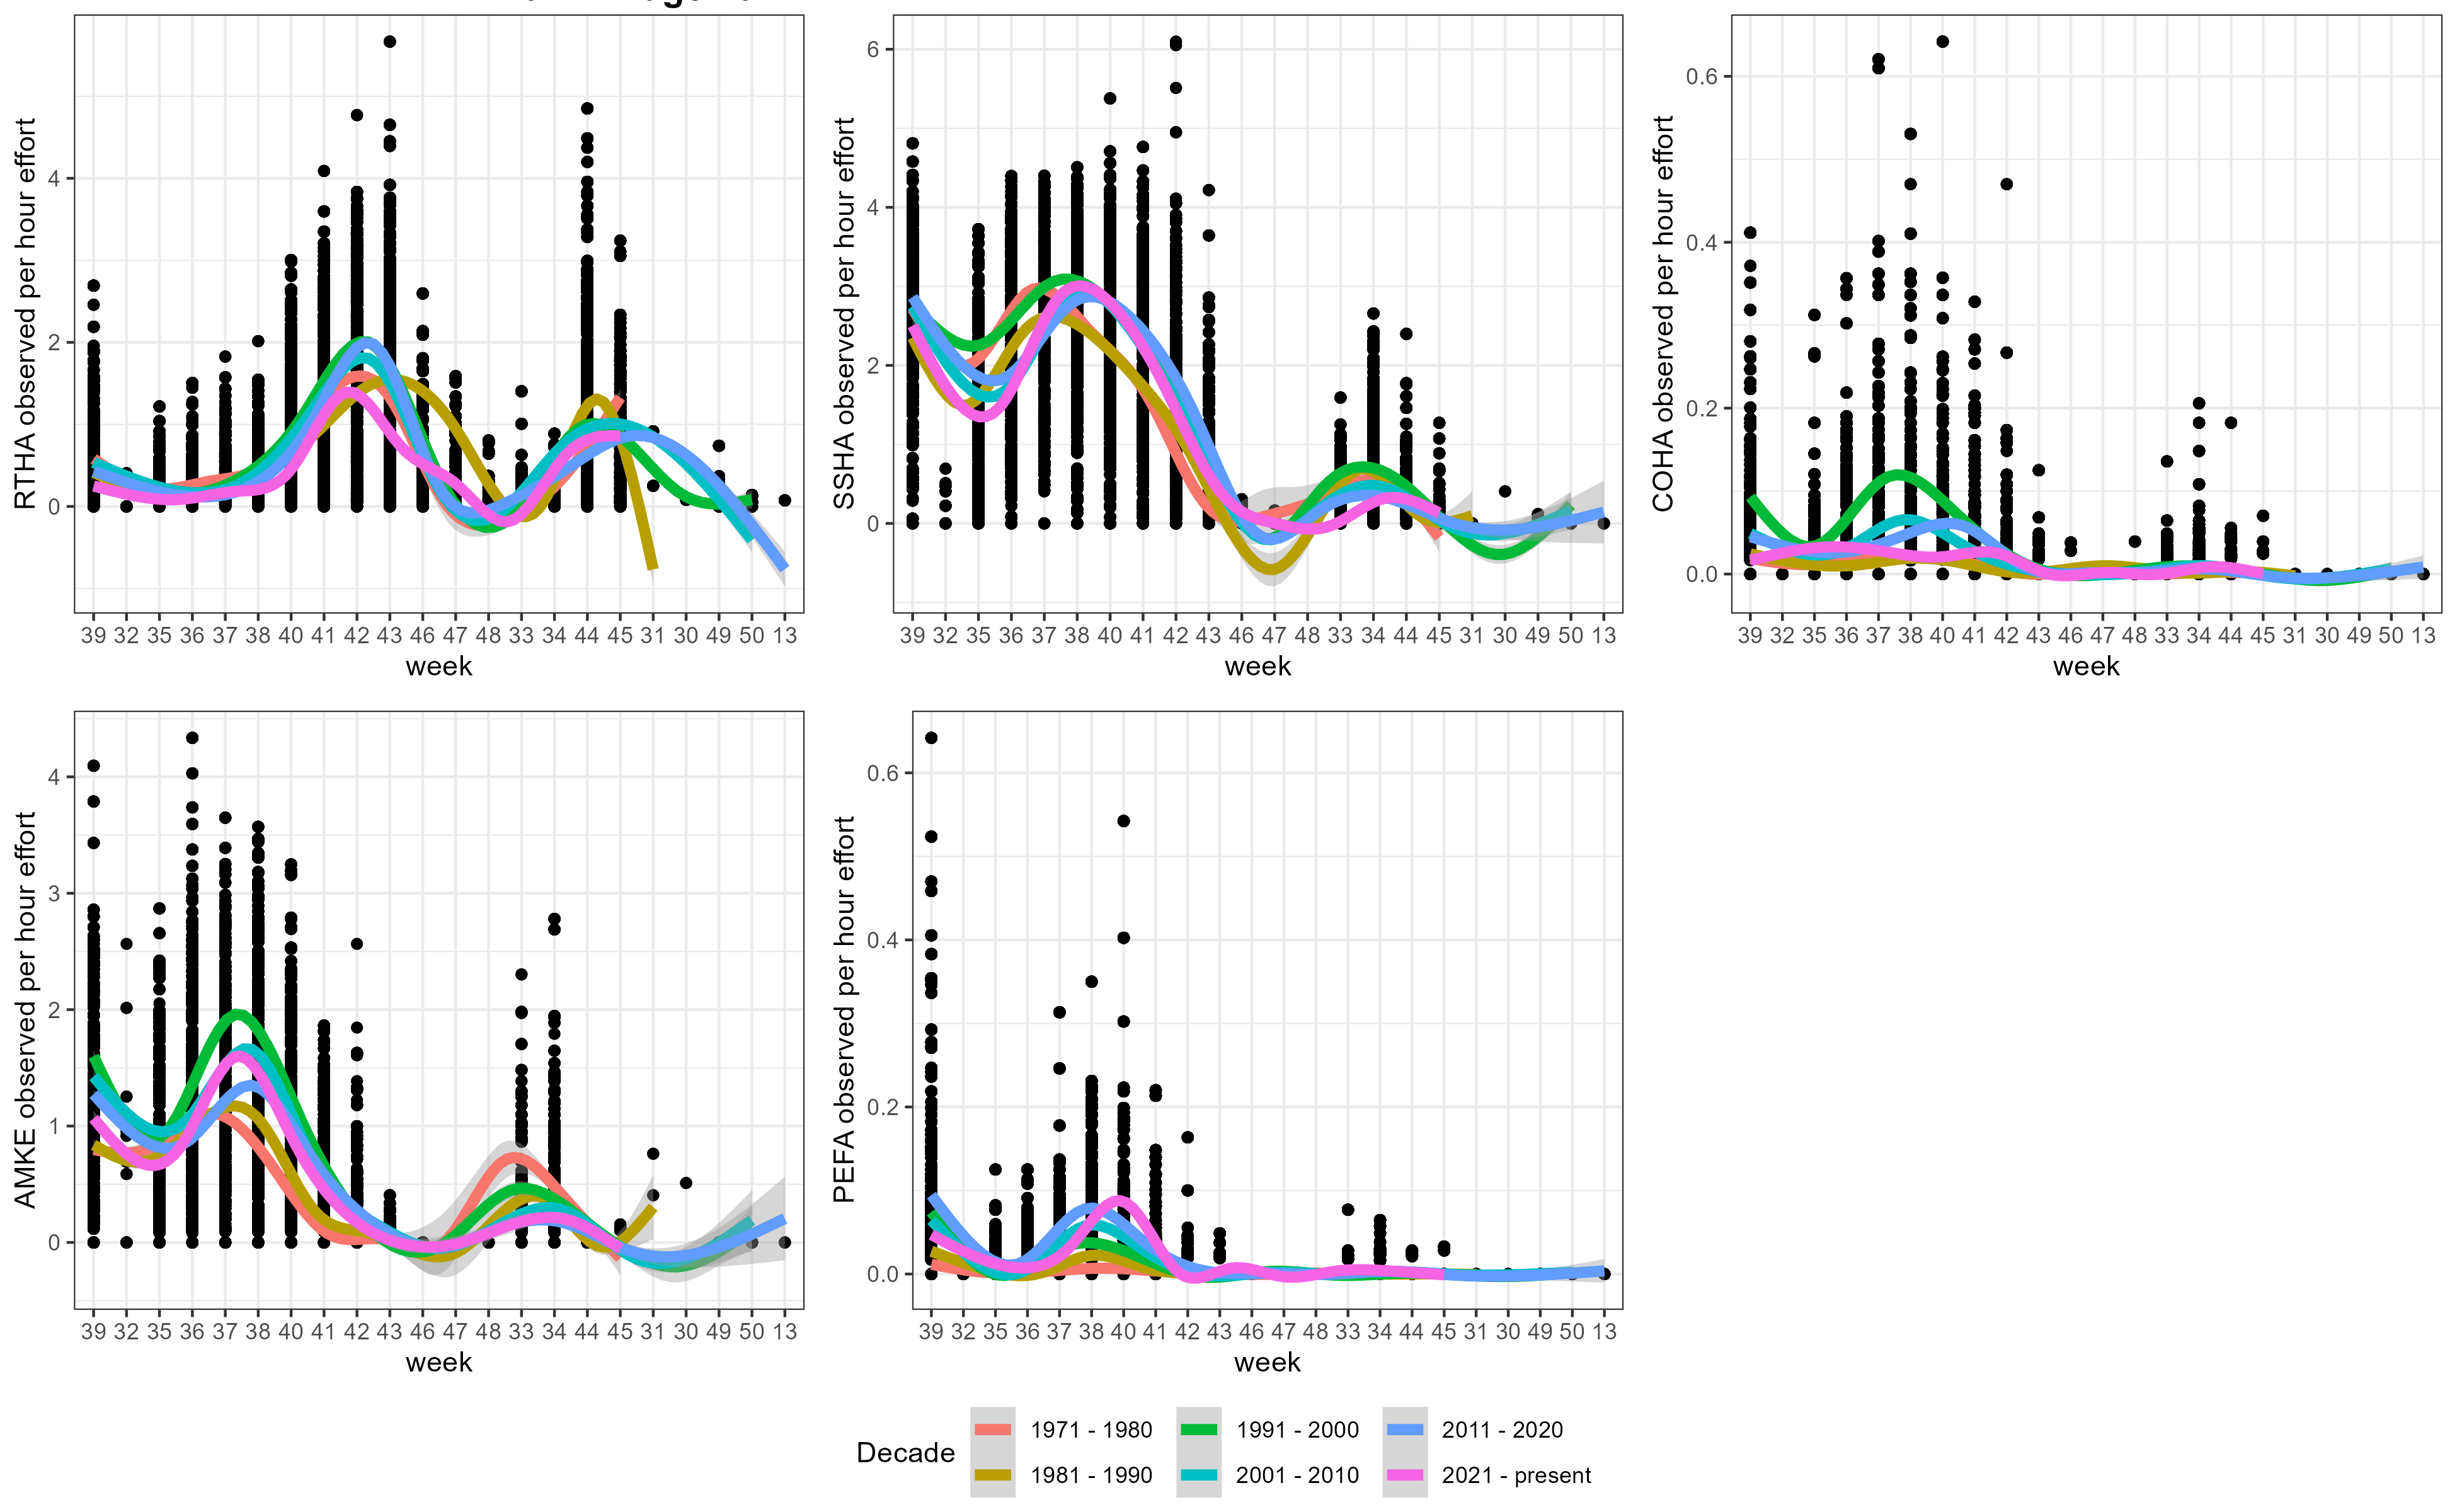 RTHA observed per hour effort
4
2
0
39 32 35 36 37 38 40 41 42 43 46 47 48 33 34 44 45 31 30 49 50 13
week
SSHA observed per hour effort
6
4
2
0
39 32 35 36 37 38 40 41 42 43 46 47 48 33 34 44 45 31 30 49 50 13
week
COHA observed per hour effort
0.6
0.4
0.2
0.0
39 32 35 36 37 38 40 41 42 43 46 47 48 33 34 44 45 31 30 49 50 13
week
AMKE observed per hour effort
4
3
2
1
0
39 32 35 36 37 38 40 41 42 43 46 47 48 33 34 44 45 31 30 49 50 13
week
PEFA observed per hour effort
0.6
0.4
0.2
0.0
39 32 35 36 37 38 40 41 42 43 46 47 48 33 34 44 45 31 30 49 50 13
week
Decade
1971 - 1980
1981 - 1990
1991 - 2000
2001 - 2010
2011 - 2020
2021 - present